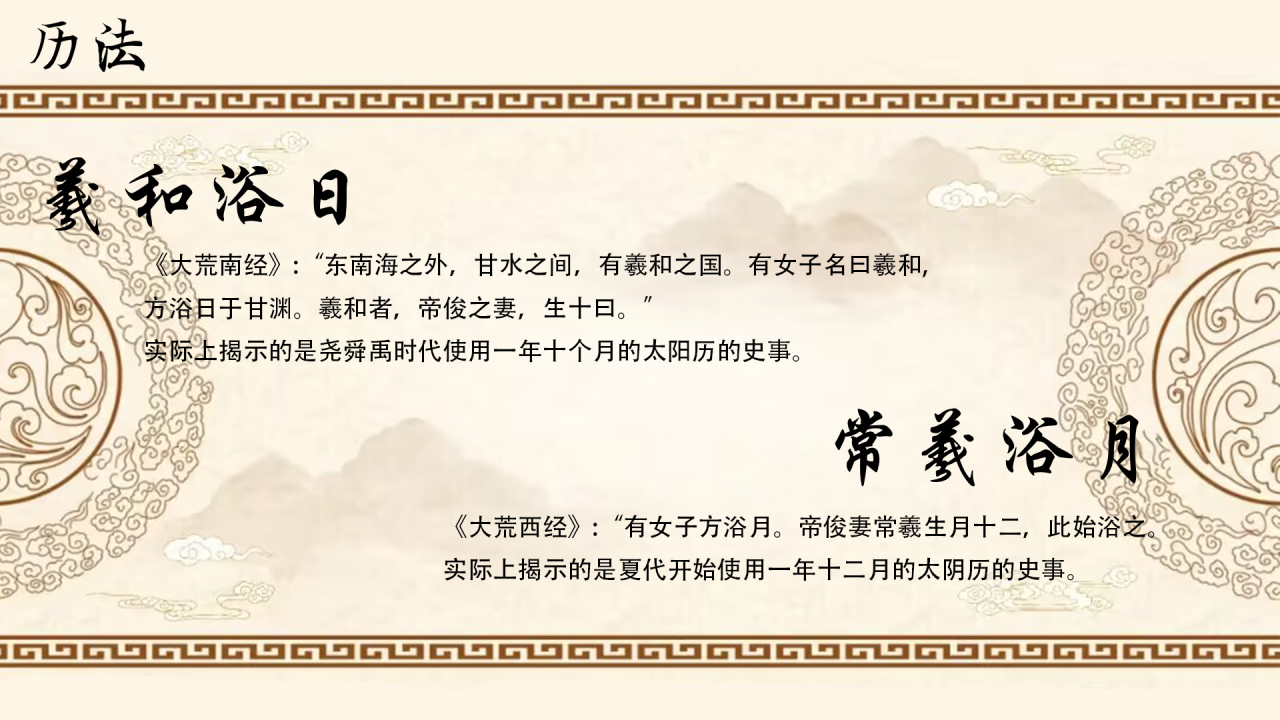 历法
羲和浴日
《大荒南经》:“东南海之外，甘水之间，有羲和之国。有女子名曰羲和，
方浴日于甘渊。羲和者，帝俊之妻，生十曰。”
实际上揭示的是尧舜禹时代使用一年十个月的太阳历的史事。
常羲浴月
《大荒西经》:“有女子方浴月。帝俊妻常羲生月十二，此始浴之。
实际上揭示的是夏代开始使用一年十二月的太阴历的史事。